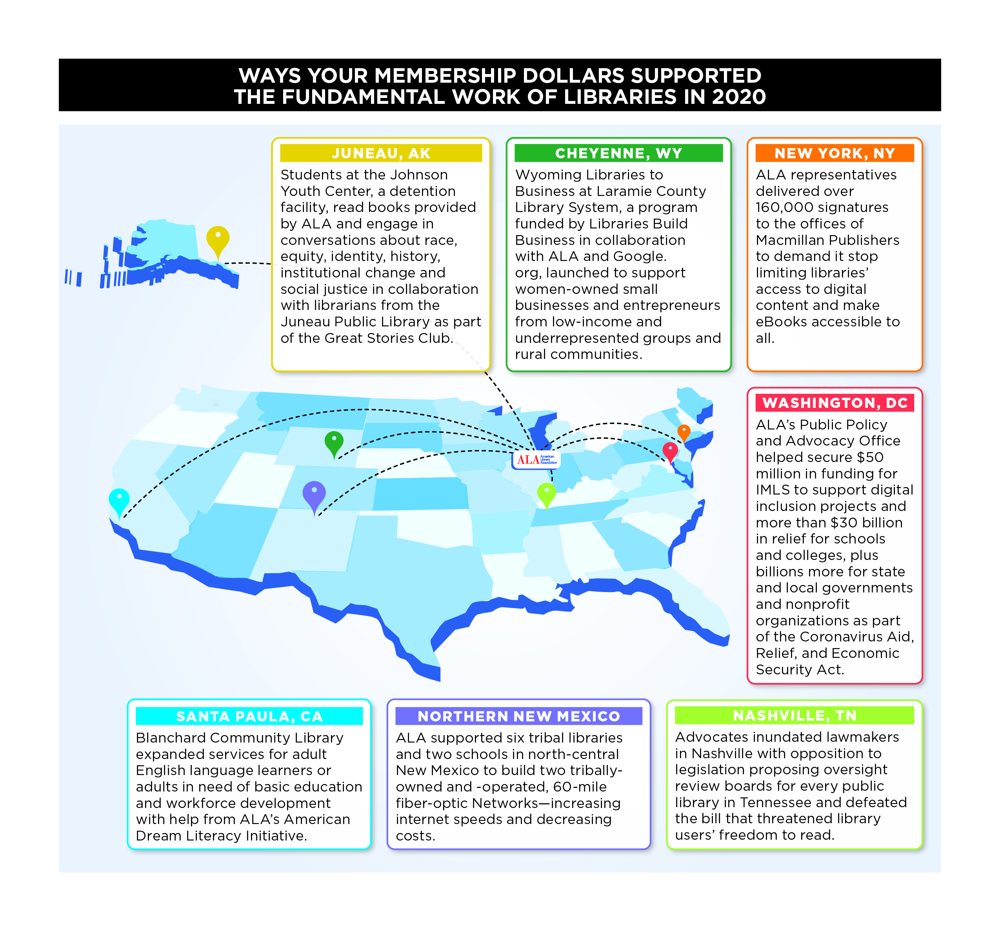 WAYS YOUR MEMBERSHIP DOLLARS SUPPORTED
THE FUNDAMENTAL WORK OF LIBRARIES IN 2020
JUNEAU, AK
Students at the Johnson
Youth Center, a detention
facility, read books provided
by ALA and engage in
conversations about race,
equity, identity, history,
institutional change and
social justice in collaboration
with librarians from the
Juneau Public Library as part
of the Great Stories Club.
CHEYENNE, WY
Wyoming Libraries to
Business at Laramie County
Library System, a program
funded by Libraries Build
Business in collaboration
with ALA and Google.
org, launched to support
women-owned small
businesses and entrepreneurs
from low-income and
underrepresented groups and
rural communities.
NEW YORK, NY
ALA representatives
delivered over
160,000 signatures
to the offices of
Macmillan Publishers
to demand it stop
limiting libraries’
access to digital
content and make
eBooks accessible to
all.
WASHINGTON, DC
ALA’s Public Policy
and Advocacy Office
helped secure $50
million in funding for
IMLS to support digital
inclusion projects and
more than $30 billion
in relief for schools
and colleges, plus
billions more for state
and local governments
and nonprofit
organizations as part
of the Coronavirus Aid,
Relief, and Economic
Security Act.
ALA American
Library
Association
SANTA PAULA, CA
Blanchard Community Library
expanded services for adult
English language learners or
adults in need of basic education
and workforce development
with help from ALA’s American
Dream Literacy Initiative.
NORTHERN NEW MEXICO
ALA supported six tribal libraries
and two schools in north-central
New Mexico to build two tribally-
owned and -operated, 60-mile
fiber-optic Networks—increasing
internet speeds and decreasing
costs.
NASHVILLE, TN
Advocates inundated lawmakers
in Nashville with opposition to
legislation proposing oversight
review boards for every public
library in Tennessee and defeated
the bill that threatened library
users’ freedom to read.